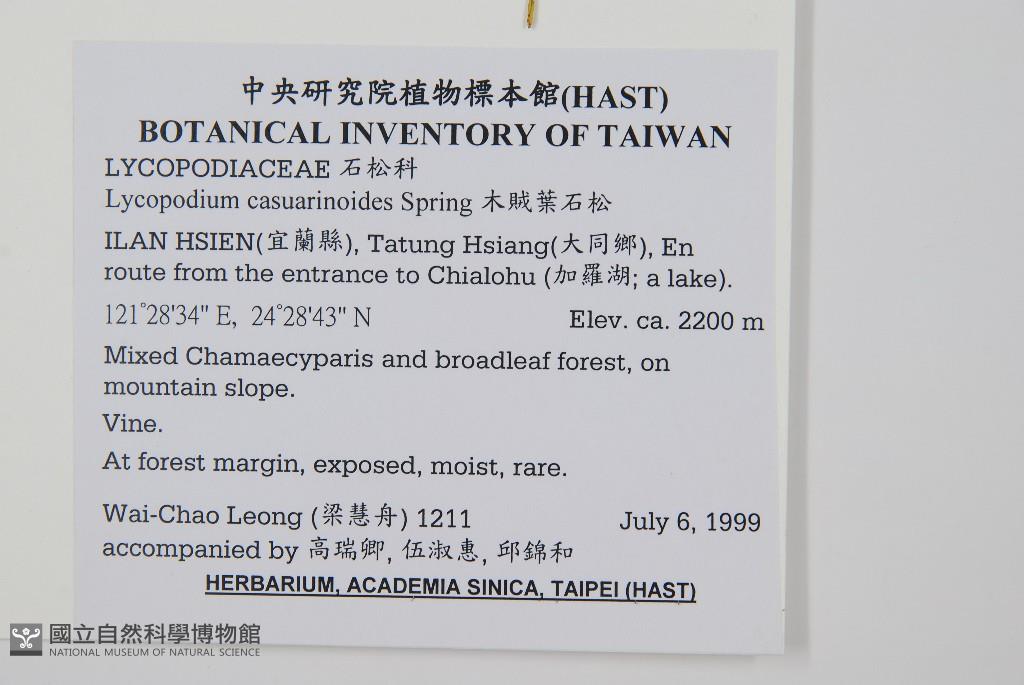 中央研究院植物標本館(HAST)
BOTANICAL INVENTORY OF TAIWAN
LYCOPODIACEAE 石松科
Lycopodium casuarinoides Spring 木賊葉石松
ILAN HSIEN(宜蘭縣), Tatung Hsiang(大同鄉), En
route from the entrance to Chialohu (加羅湖; a lake).
121°28'34" E, 24°28'43" N Elev. ca. 2200 m
Mixed Chamaecyparis and broadleaf forest, on
mountain slope.
Vine.
At forest margin, exposed, moist, rare.
Wai-Chao Leong (梁慧舟) 1211 July 6, 1999
accompanied by 高瑞卿, 伍淑惠, 邱錦和
HERBARIUM, ACADEMIA SINICA, TAIPEI (HAST)
國立自然科學博物館
NATIONAL MUSEUM OF NATURAL SCIENCE